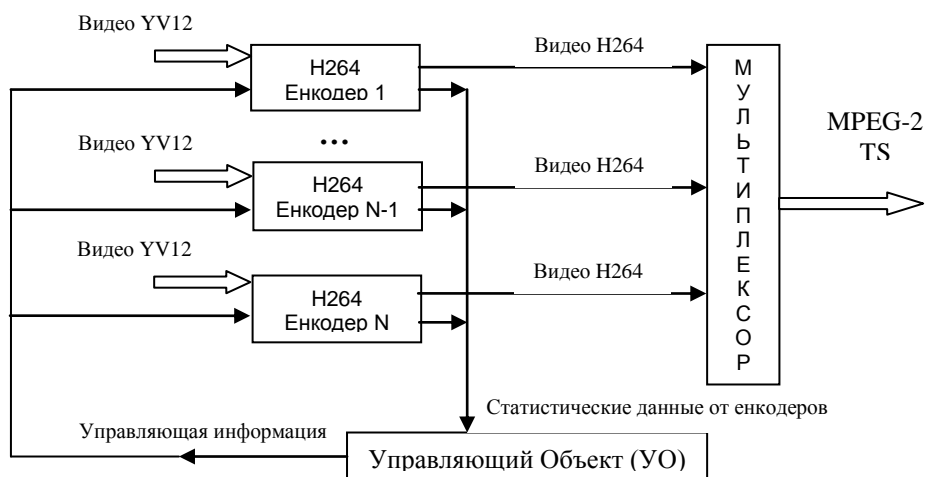 Видео YV12
H264
Енкодер 1
Видео H264
...
Видео YV12
H264
Енкодер N-1
Видео H264
Видео YV12
H264
Енкодер N
Видео H264
МУЛЬТИПЛЕКСОР
MPEG-2
TS
Статистические данные от енкодеров
Управляющая информация
Управляющий Объект (УО)